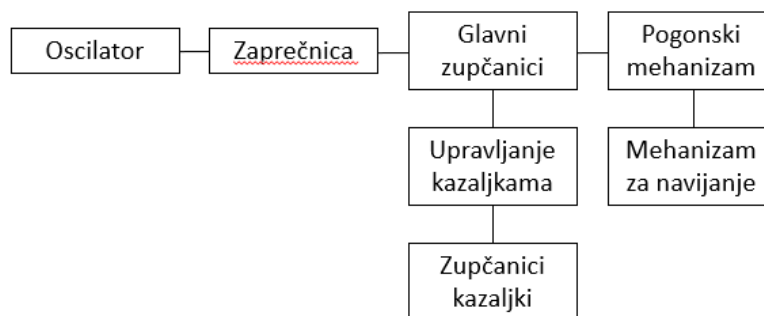 Oscilator
Zaprečnica
Glavni
zupčanici
Pogonski
mehanizam
Upravljanje
kazaljkama
Mehanizam
za navijanje
Zupčanici
kazaljki